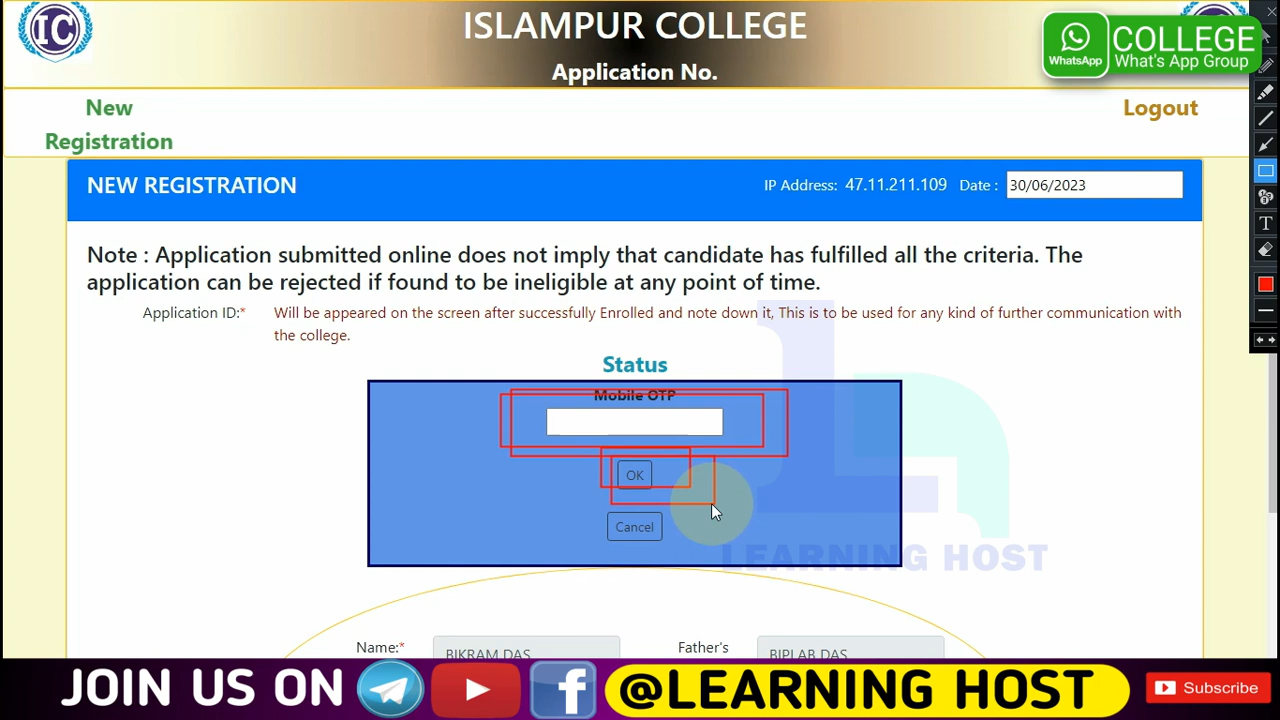 IC
ISLAMPUR COLLEGE
Application No.
WhatsApp
COLLEGE
What's App Group
New
Registration
Logout
NEW REGISTRATION
IP Address: 47.11.211.109 Date : 30/06/2023
Note : Application submitted online does not imply that candidate has fulfilled all the criteria. The
application can be rejected if found to be ineligible at any point of time.
Application ID:* Will be appeared on the screen after successfully Enrolled and note down it, This is to be used for any kind of further communication with
the college.
Status
Mobile OTP
OK
Cancel
LEARNING HOST
Name:* BIKRAM DAS Father's BIPLAB DAS
JOIN US ON @LEARNING HOST Subscribe